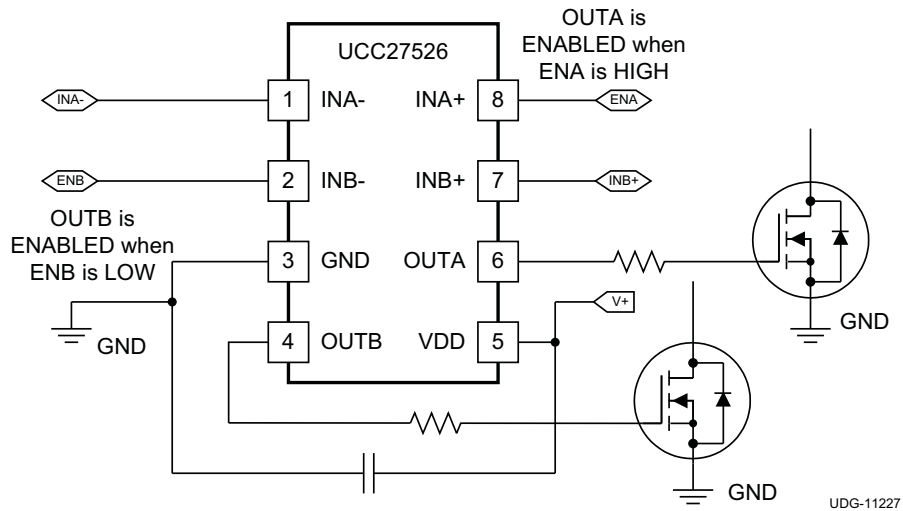 OUTA is
ENABLED when
ENA is HIGH
UCC27526
INA-
1
INA-
INA+
8
ENA
ENB
2
INB-
INB+
7
INB+
OUTB is
ENABLED when
ENB is LOW
3
GND
OUTA
6
V+
GND
GND
4
OUTB
VDD
5
GND
UDG-11227